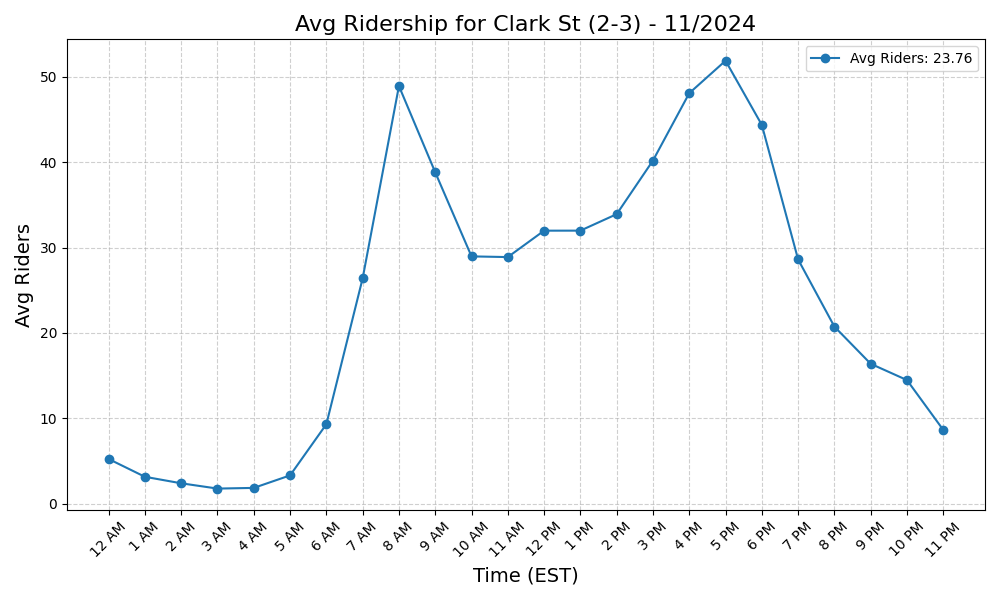 Avg Ridership for Clark St (2-3) - 11/2024
Avg Riders: 23.76
Avg Riders
50
40
30
20
10
0
12 AM
1 AM
2 AM
3 AM
4 AM
5 AM
6 AM
7 AM
8 AM
9 AM
10 AM
11 AM
12 PM
1 PM
2 PM
3 PM
4 PM
5 PM
6 PM
7 PM
8 PM
9 PM
10 PM
11 PM
Time (EST)